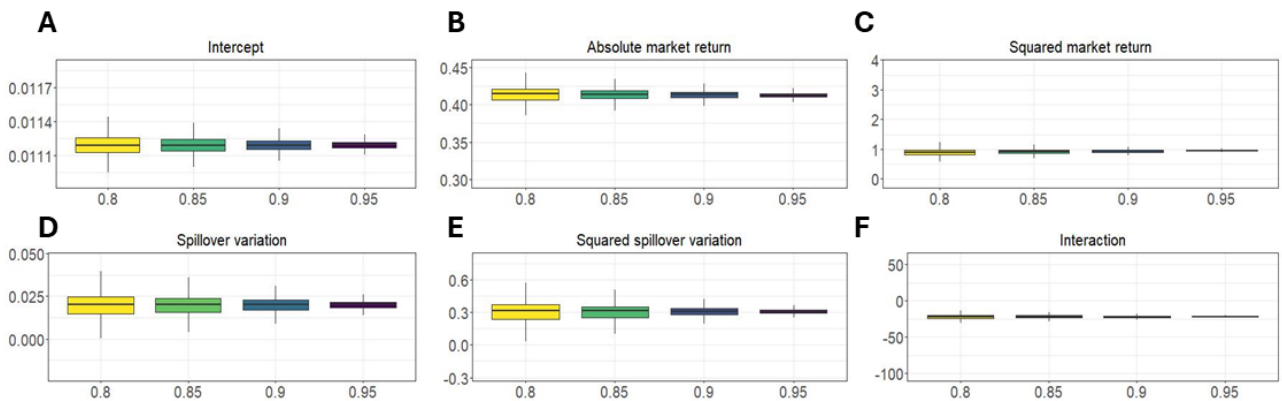 A
B
C
Intercept
Absolute market return
Squared market return
0.0117
0.0114
0.0111
0.8 0.85 0.9 0.95
0.45
0.40
0.35
0.30
0.8 0.85 0.9 0.95
4
3
2
1
0
0.8 0.85 0.9 0.95
D
E
F
Spillover variation
Squared spillover variation
Interaction
0.050
0.025
0.000
0.8 0.85 0.9 0.95
0.6
0.3
0.0
-0.3
0.8 0.85 0.9 0.95
50
0
-50
-100
0.8 0.85 0.9 0.95